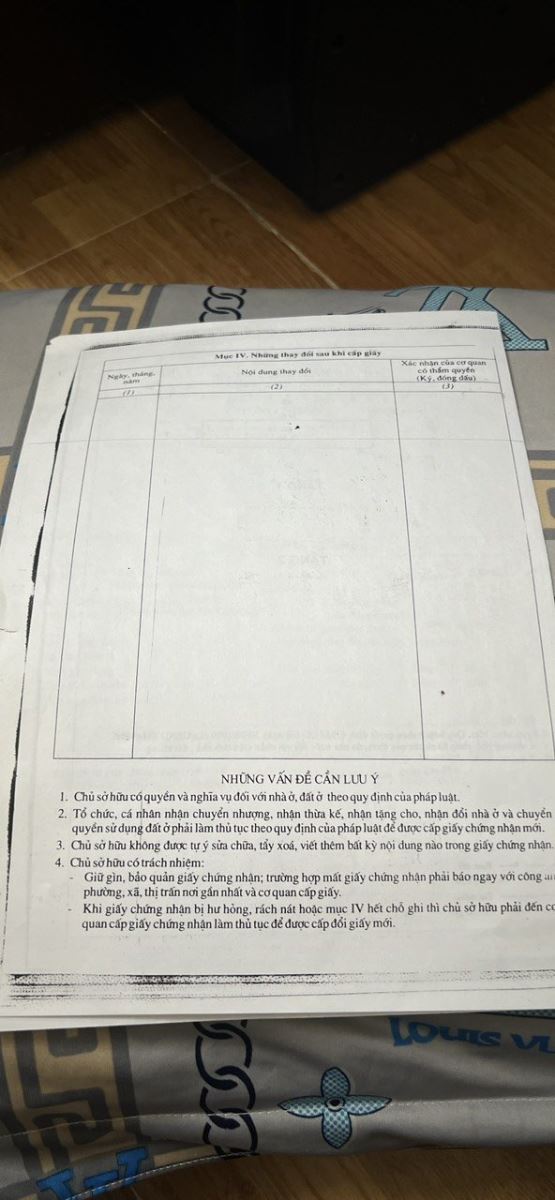 Mục IV. Những thay đổi sau khi cấp giấy
Ngày, tháng,
năm
Nội dung thay đổi
Xác nhận của cơ quan
có thẩm quyền
(Ký, đóng dấu)
(1)
(2)
(3)
NHỮNG VẤN ĐỀ CẦN LƯU Ý
1. Chủ sở hữu có quyền và nghĩa vụ đối với nhà ở, đất ở theo quy định của pháp luật.
2. Tổ chức, cá nhân nhận chuyển nhượng, nhận thừa kế, nhận tặng cho, nhận đổi nhà ở và chuyển
quyền sử dụng đất ở phải làm thủ tục theo quy định của pháp luật để được cấp giấy chứng nhận mới.
3. Chủ sở hữu không được tự ý sửa chữa, tẩy xoá, viết thêm bất kỳ nội dung nào trong giấy chứng nhận.
4. Chủ sở hữu có trách nhiệm:
- Giữ gìn, bảo quản giấy chứng nhận; trường hợp mất giấy chứng nhận phải báo ngay với công an
phường, xã, thị trấn nơi gần nhất và cơ quan cấp giấy.
- Khi giấy chứng nhận bị hư hỏng, rách nát hoặc mục IV hết chỗ ghi thì chủ sở hữu phải đến cơ
quan cấp giấy chứng nhận làm thủ tục để được cấp đổi giấy mới.
LOUIS VU